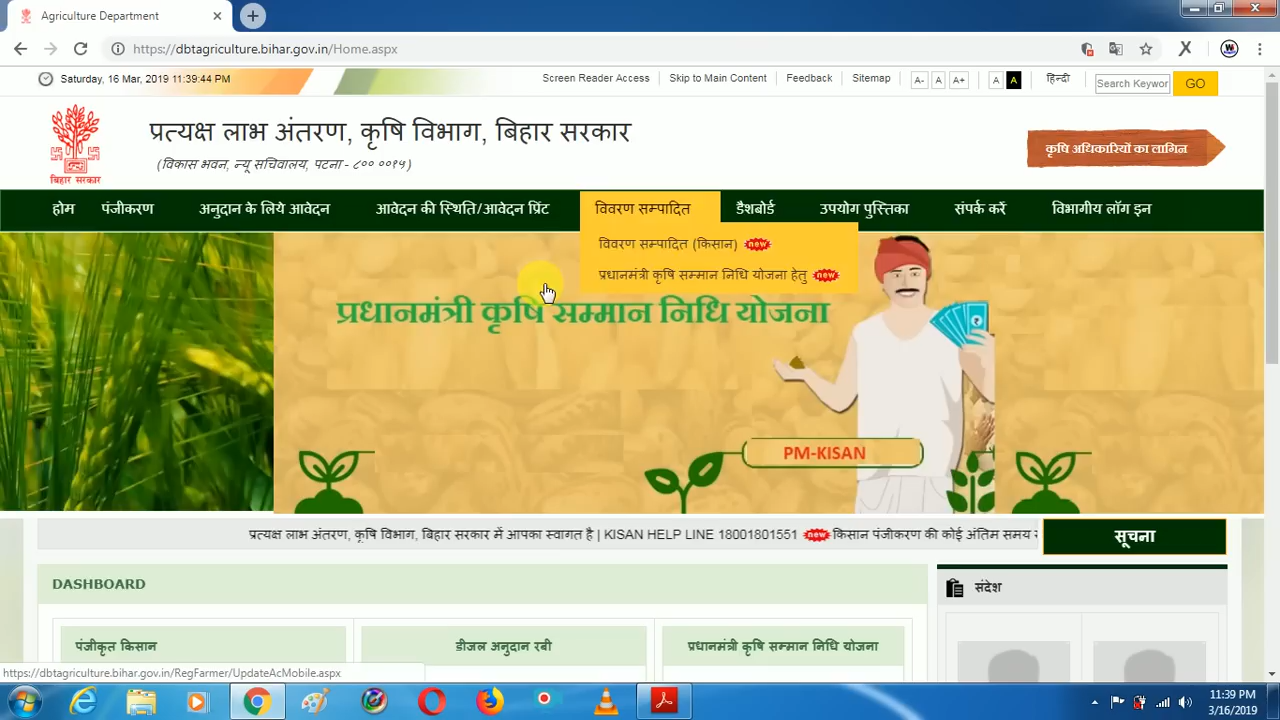 Agriculture Department
https://dbtagriculture.bihar.gov.in/Home.aspx
Saturday, 16 Mar, 2019 11:39:44 PM
Screen Reader Access
Skip to Main Content
Feedback
Sitemap
A-
A
A+
A
A
हिन्दी
Search Keywor
GO
प्रत्यक्ष लाभ अंतरण, कृषि विभाग, बिहार सरकार
(विकास भवन, न्यू सचिवालय, पटना - ८०० ००१५)
बिहार सरकार
कृषि अधिकारियों का लागिन
होम
पंजीकरण
अनुदान के लिये आवेदन
आवेदन की स्थिति/आवेदन प्रिंट
विवरण सम्पादित
डैशबोर्ड
उपयोग पुस्तिका
संपर्क करें
विभागीय लॉग इन
विवरण सम्पादित (किसान) new
प्रधानमंत्री कृषि सम्मान निधि योजना हेतु new
प्रधानमंत्री कृषि सम्मान निधि योजना
PM-KISAN
प्रत्यक्ष लाभ अंतरण, कृषि विभाग, बिहार सरकार में आपका स्वागत है | KISAN HELP LINE 18001801551 new किसान पंजीकरण की कोई अंतिम समय
सूचना
DASHBOARD
संदेश
पंजीकृत किसान
डीजल अनुदान रबी
प्रधानमंत्री कृषि सम्मान निधि योजना
https://dbtagriculture.bihar.gov.in/RegFarmer/UpdateAcMobile.aspx
11:39 PM
3/16/2019